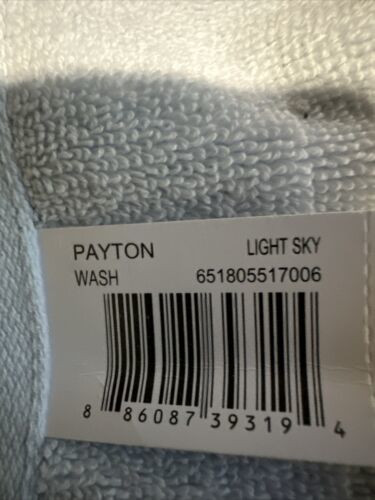 PAYTON LIGHT SKY
WASH 651805517006
8 86087 39319 4